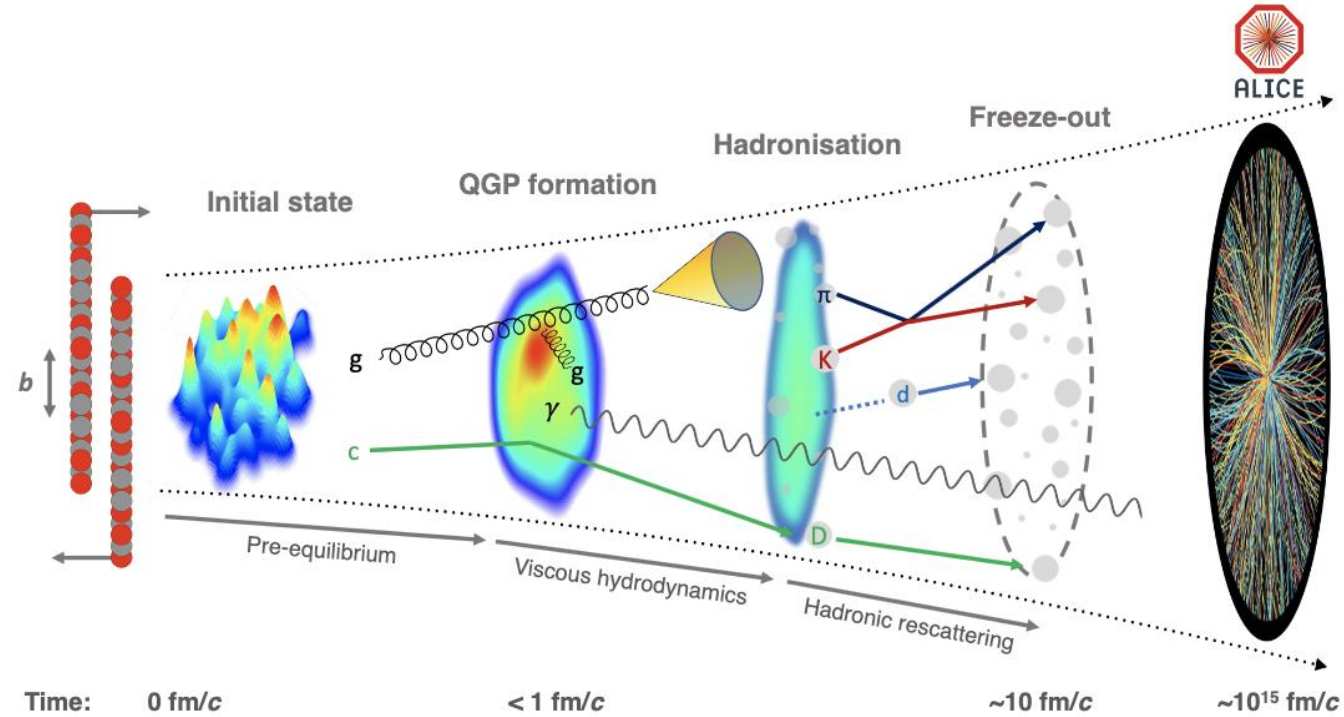 ALICE
Freeze-out
Hadronisation
QGP formation
Initial state
b
g
g
γ
c
π
K
d
D
Pre-equilibrium
Viscous hydrodynamics
Hadronic rescattering
Time: 0 fm/c < 1 fm/c ~10 fm/c ~10¹⁵ fm/c